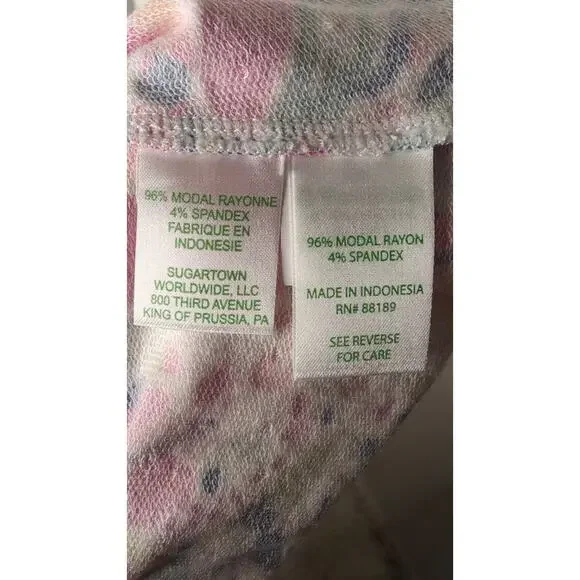 96% MODAL RAYONNE
4% SPANDEX
FABRIQUE EN
INDONESIE
SUGARTOWN
WORLDWIDE, LLC
800 THIRD AVENUE
KING OF PRUSSIA, PA
96% MODAL RAYON
4% SPANDEX
MADE IN INDONESIA
RN# 88189
SEE REVERSE
FOR CARE